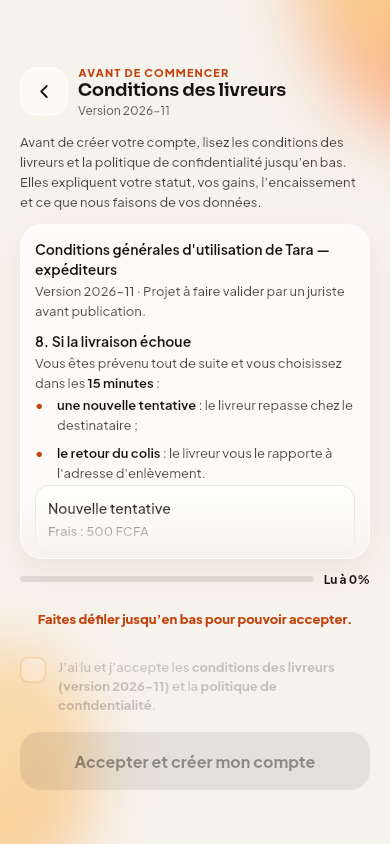 AVANT DE COMMENCER
Conditions des livreurs
Version 2026-11
Avant de créer votre compte, lisez les conditions des
livreurs et la politique de confidentialité jusqu'en bas.
Elles expliquent votre statut, vos gains, l'encaissement
et ce que nous faisons de vos données.
Conditions générales d'utilisation de Tara —
expéditeurs
Version 2026-11 · Projet à faire valider par un juriste
avant publication.
8. Si la livraison échoue
Vous êtes prévenu tout de suite et vous choisissez
dans les 15 minutes :
• une nouvelle tentative : le livreur repasse chez le
destinataire ;
• le retour du colis : le livreur vous le rapporte à
l'adresse d'enlèvement.
Nouvelle tentative
Frais : 500 FCFA
Lu à 0%
Faites défiler jusqu'en bas pour pouvoir accepter.
J'ai lu et j'accepte les conditions des livreurs
(version 2026-11) et la politique de
confidentialité.
Accepter et créer mon compte